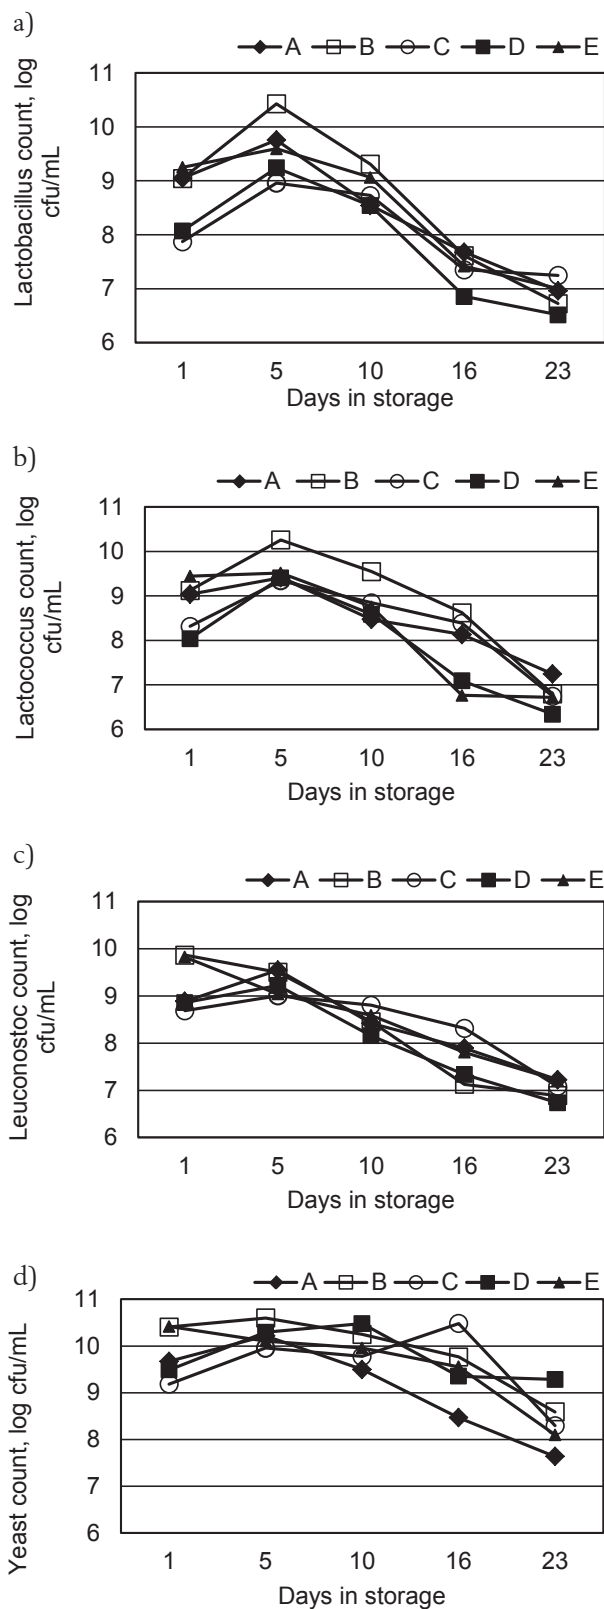 a)
A B C D E
Lactobacillus count, log
cfu/mL
11
10
9
8
7
6
1 5 10 16 23
Days in storage
b)
A B C D E
Lactococcus count, log
cfu/mL
11
10
9
8
7
6
1 5 10 16 23
Days in storage
c)
A B C D E
Leuconostoc count, log
cfu/mL
11
10
9
8
7
6
1 5 10 16 23
Days in storage
d)
A B C D E
Yeast count, log cfu/mL
11
10
9
8
7
6
1 5 10 16 23
Days in storage